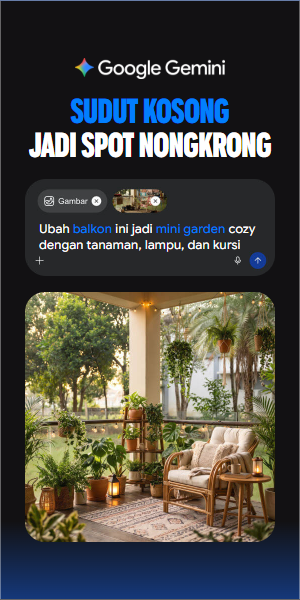 Google Gemini
SUDUT KOSONG
JADI SPOT NONGKRONG
Gambar
Ubah balkon ini jadi mini garden cozy
dengan tanaman, lampu, dan kursi